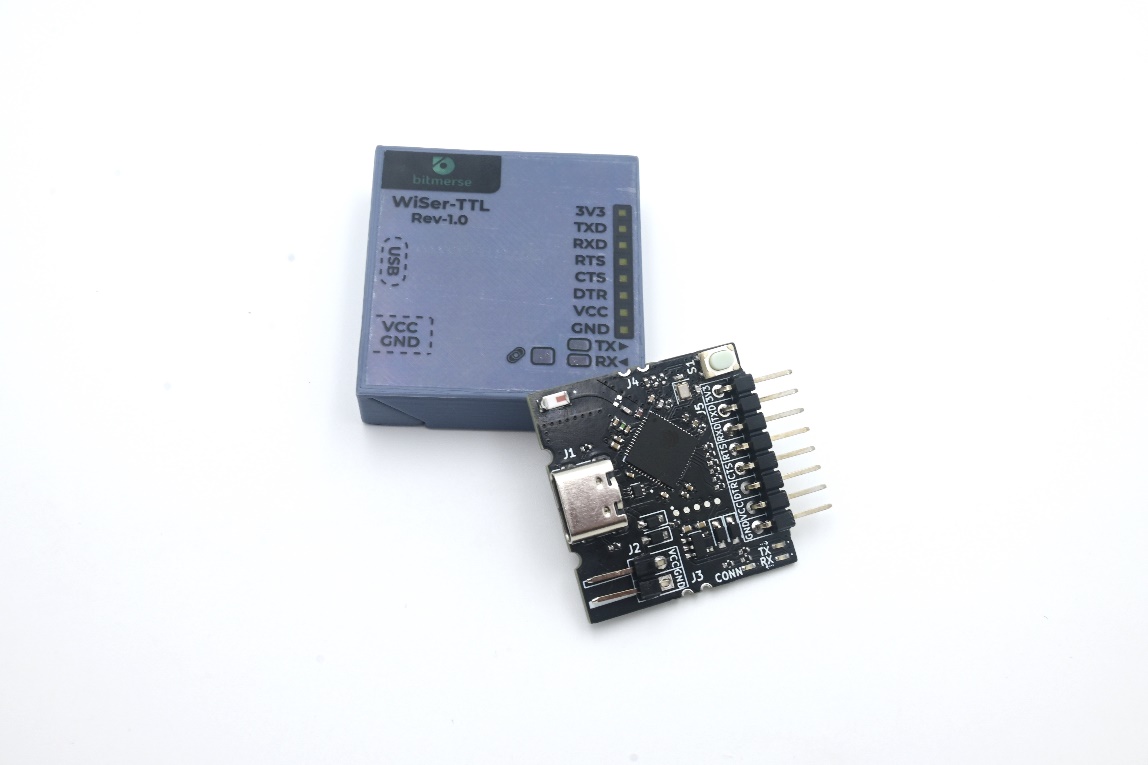 bitmerse
WiSer-TTL
Rev-1.0
USB
VCC
GND
3V3
TXD
RXD
RTS
CTS
DTR
VCC
GND
TX
RX
S1
J4
J5
3V3
TXD
RXD
RTS
CTS
DTR
VCC
GND
J1
J2
VCC
GND
J3
CONN
TX
RX